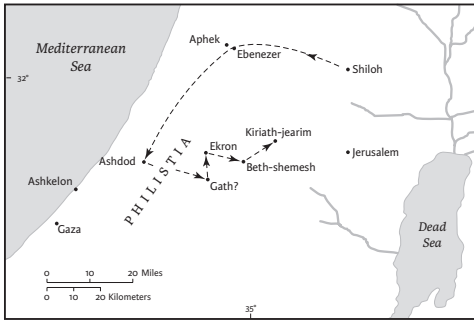 Mediterranean
Sea
Aphek
Ebenezer
Shiloh
32°
Kiriath-jearim
Ekron
Jerusalem
Ashdod
Beth-shemesh
PHILISTIA
Gath?
Ashkelon
Gaza
Dead
Sea
0 10 20 Miles
0 10 20 Kilometers
35°